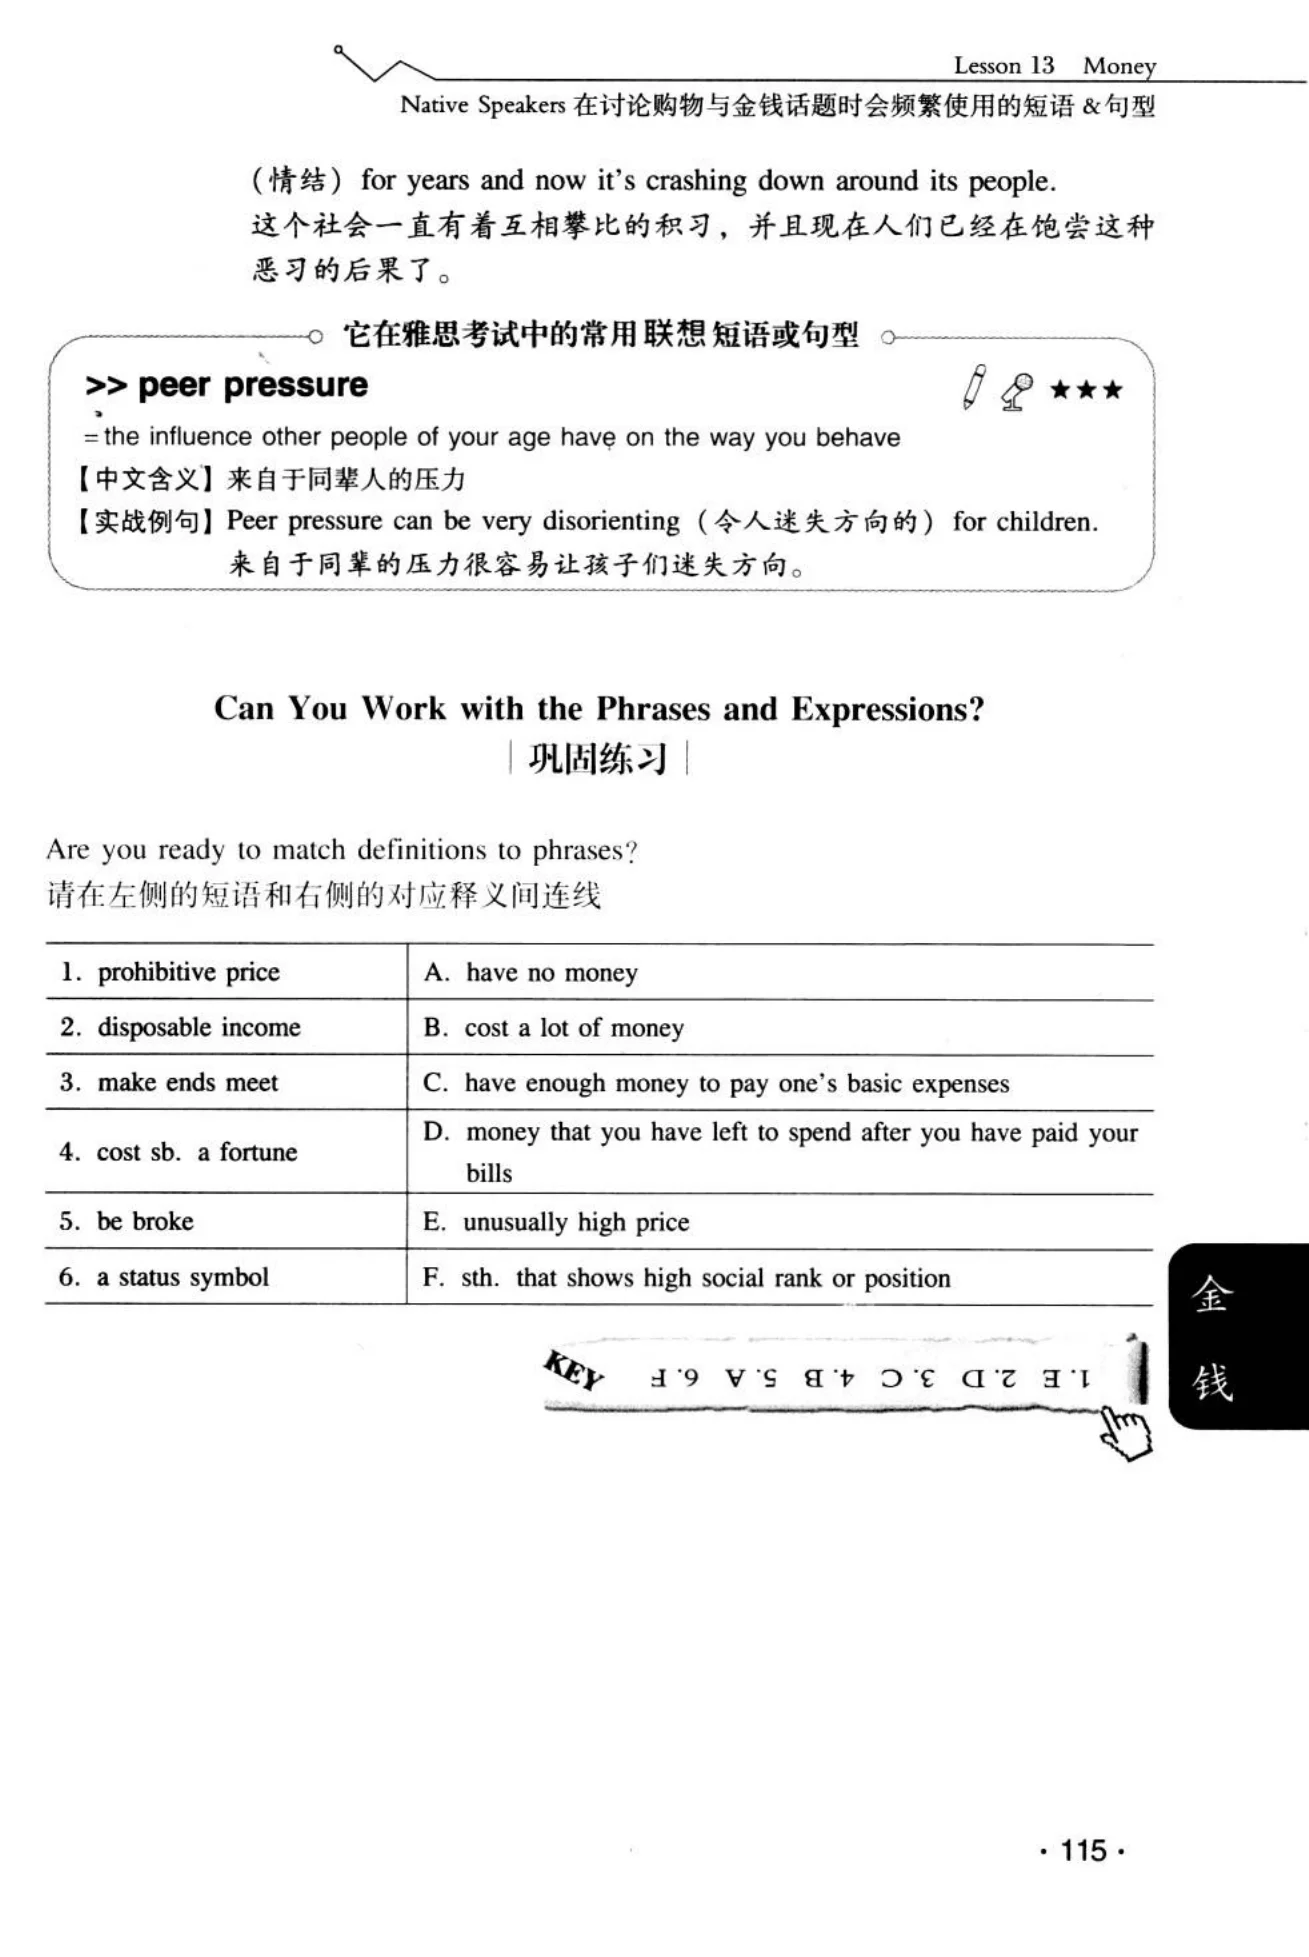 Lesson 13 Money
Native Speakers 在讨论购物与金钱话题时会频繁使用的短语 &句型
（情结）for years and now it's crashing down around its people.
这个社会一直有着互相攀比的积习，并且现在人们已经在饱尝这种
恶习的后果了。
它在雅思考试中的常用联想短语或句型
>> peer pressure ★★★
=the influence other people of your age have on the way you behave
【中文含义】来自于同辈人的压力
【实战例句】Peer pressure can be very disorienting（令人迷失方向的）for children.
来自于同辈的压力很容易让孩子们迷失方向。
Can You Work with the Phrases and Expressions?
巩固练习
Are you ready to match definitions to phrases?
请在左侧的短语和右侧的对应释义间连线
1. prohibitive price A. have no money
2. disposable income B. cost a lot of money
3. make ends meet C. have enough money to pay one's basic expenses
4. cost sb. a fortune D. money that you have left to spend after you have paid your
bills
5. be broke E. unusually high price
6. a status symbol F. sth. that shows high social rank or position
KEY
1. E 2. D 3. C 4. B 5. A 6. F
金
钱
· 115 ·